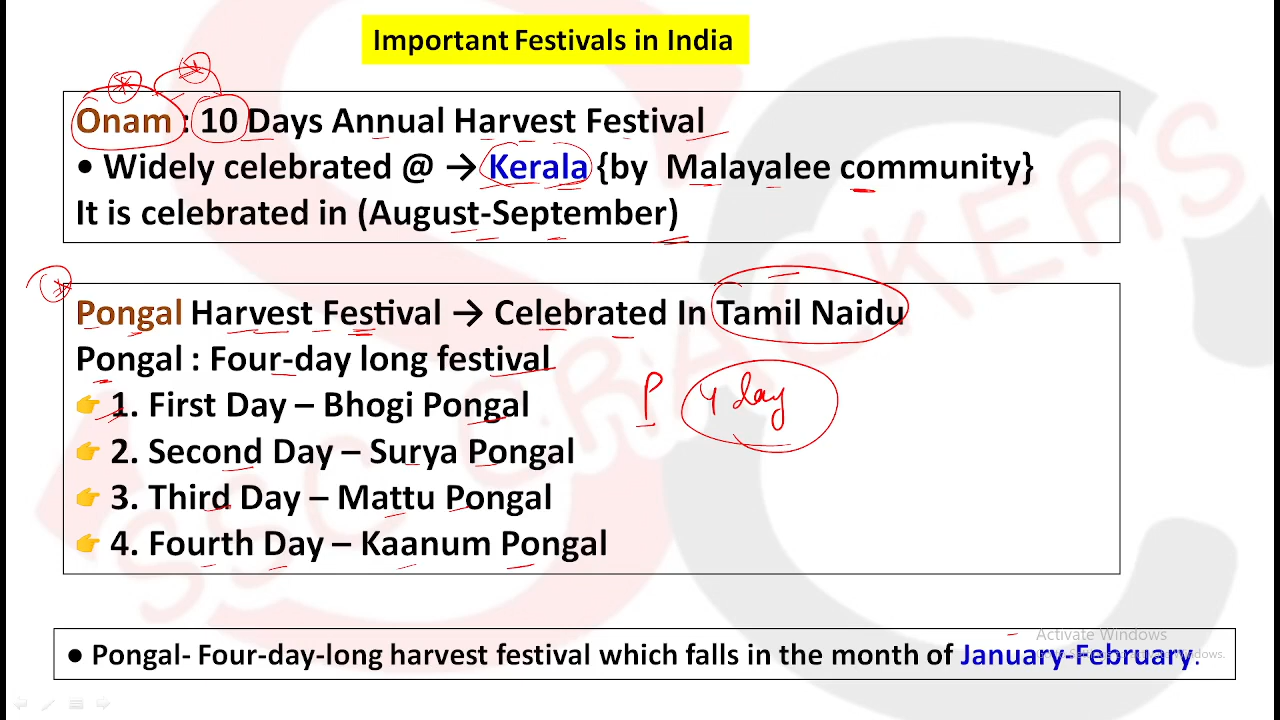 Important Festivals in India
Onam : 10 Days Annual Harvest Festival
• Widely celebrated @ → Kerala {by Malayalee community}
It is celebrated in (August-September)
Pongal Harvest Festival → Celebrated In Tamil Naidu
Pongal : Four-day long festival
👉 1. First Day – Bhogi Pongal
P 4 day
👉 2. Second Day – Surya Pongal
👉 3. Third Day – Mattu Pongal
👉 4. Fourth Day – Kaanum Pongal
● Pongal- Four-day-long harvest festival which falls in the month of January-February.
Activate Windows
SSC CRACKERS